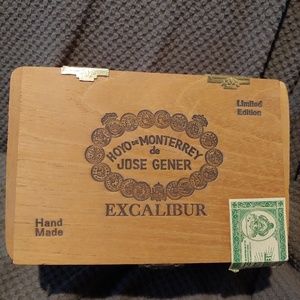 Limited
Edition
HOYO DE MONTERREY
de
JOSE GENER
EXCALIBUR
Hand
Made